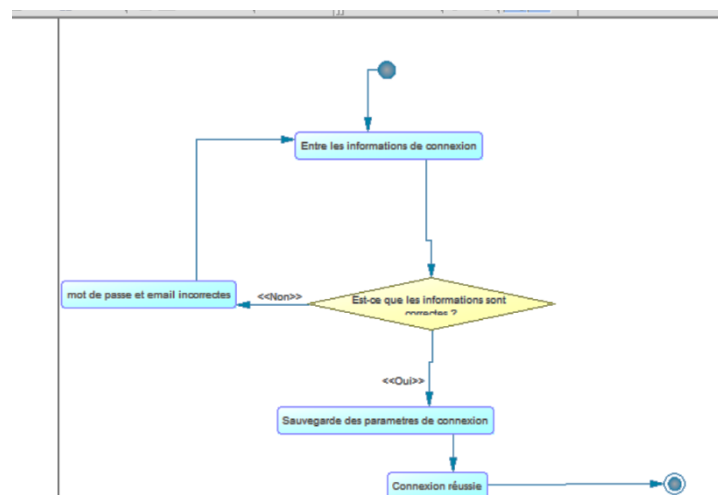 Entre les informations de connexion
mot de passe et email incorrectes
<<Non>>
Est-ce que les informations sont
correctes ?
<<Oui>>
Sauvegarde des parametres de connexion
Connexion réussie